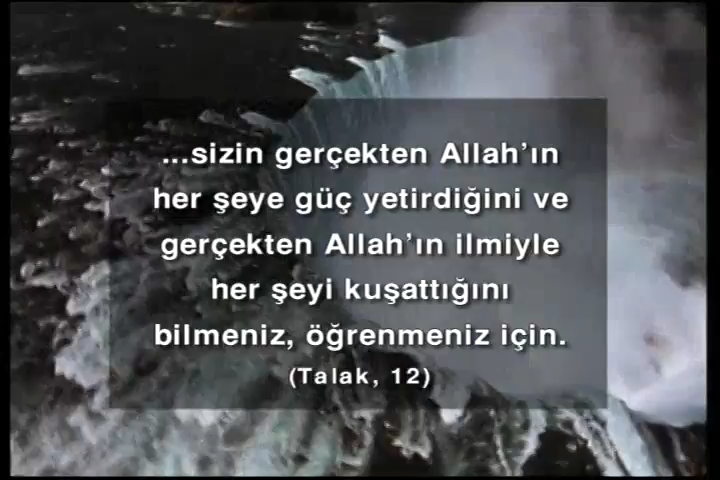 ...sizin gerçekten Allah'ın
her şeye güç yetirdiğini ve
gerçekten Allah'ın ilmiyle
her şeyi kuşattığını
bilmeniz, öğrenmeniz için.
(Talak, 12)